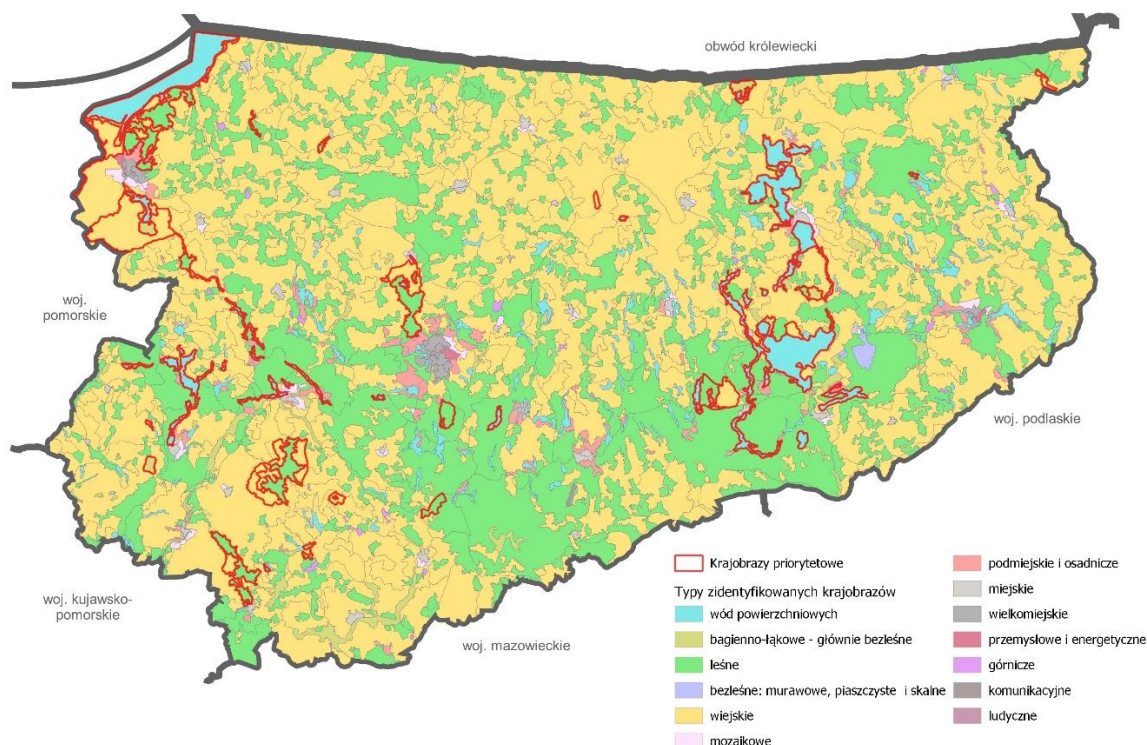 obwód królewiecki
woj.
pomorskie
woj. podlaskie
woj. kujawsko-
pomorskie
woj. mazowieckie
Krajobrazy priorytetowe
Typy zidentyfikowanych krajobrazów
wód powierzchniowych
bagienno-łąkowe - głównie bezleśne
leśne
bezleśne: murawowe, piaszczyste i skalne
wiejskie
mozaikowe
podmiejskie i osadnicze
miejskie
wielkomiejskie
przemysłowe i energetyczne
górnicze
komunikacyjne
ludyczne